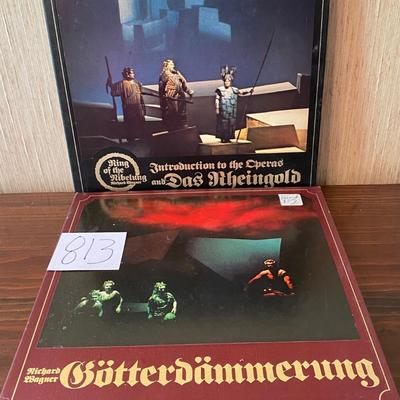 Ring
of the
Nibelung
Richard Wagner
Introduction to the Operas
and Das Rheingold
813
Richard
Wagner
Götterdämmerung